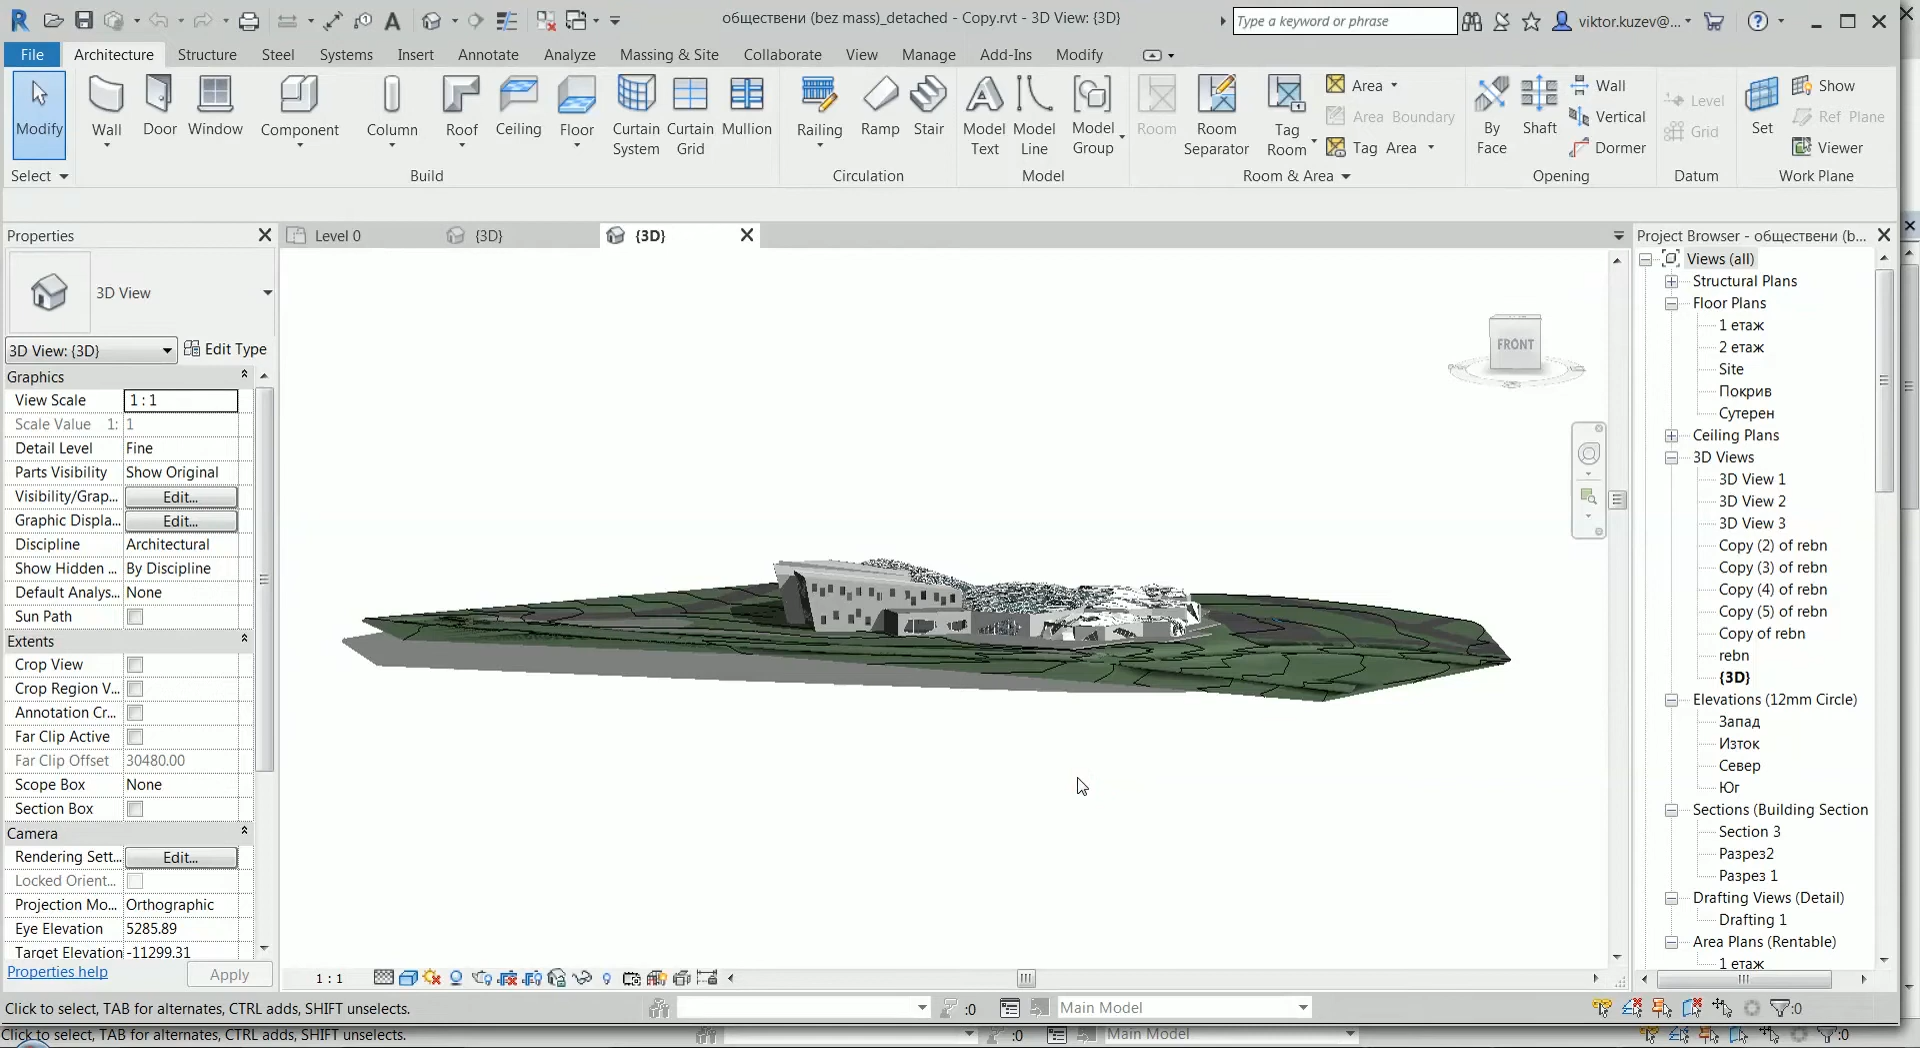 обществени (bez mass)_detached - Copy.rvt - 3D View: {3D}
Type a keyword or phrase
viktor.kuzev@...
File Architecture Structure Steel Systems Insert Annotate Analyze Massing & Site Collaborate View Manage Add-Ins Modify
Modify Wall Door Window Component Column Roof Ceiling Floor Curtain System Curtain Grid Mullion Railing Ramp Stair Model Text Model Line Model Group Room Room Separator Tag Room By Face Shaft Set
Area
Area Boundary
Tag Area
Wall
Vertical
Dormer
Level
Grid
Show
Ref Plane
Viewer
Select Build Circulation Model Room & Area Opening Datum Work Plane
Properties
Level 0 {3D} {3D}
Project Browser - обществени (b...
3D View
3D View: {3D} Edit Type
Graphics
View Scale 1 : 1
Scale Value 1: 1
Detail Level Fine
Parts Visibility Show Original
Visibility/Grap... Edit...
Graphic Displa... Edit...
Discipline Architectural
Show Hidden ... By Discipline
Default Analys... None
Sun Path
Extents
Crop View
Crop Region V...
Annotation Cr...
Far Clip Active
Far Clip Offset 30480.00
Scope Box None
Section Box
Camera
Rendering Sett... Edit...
Locked Orient...
Projection Mo... Orthographic
Eye Elevation 5285.89
Target Elevation -11299.31
Properties help Apply
FRONT
Views (all)
Structural Plans
Floor Plans
1 етаж
2 етаж
Site
Покрив
Сутерен
Ceiling Plans
3D Views
3D View 1
3D View 2
3D View 3
Copy (2) of rebn
Copy (3) of rebn
Copy (4) of rebn
Copy (5) of rebn
Copy of rebn
rebn
{3D}
Elevations (12mm Circle)
Запад
Изток
Север
Юг
Sections (Building Section
Section 3
Разрез2
Разрез 1
Drafting Views (Detail)
Drafting 1
Area Plans (Rentable)
1 етаж
1 : 1
Click to select, TAB for alternates, CTRL adds, SHIFT unselects. :0 Main Model :0
Click to select, TAB for alternates, CTRL adds, SHIFT unselects. :0 Main Model :0